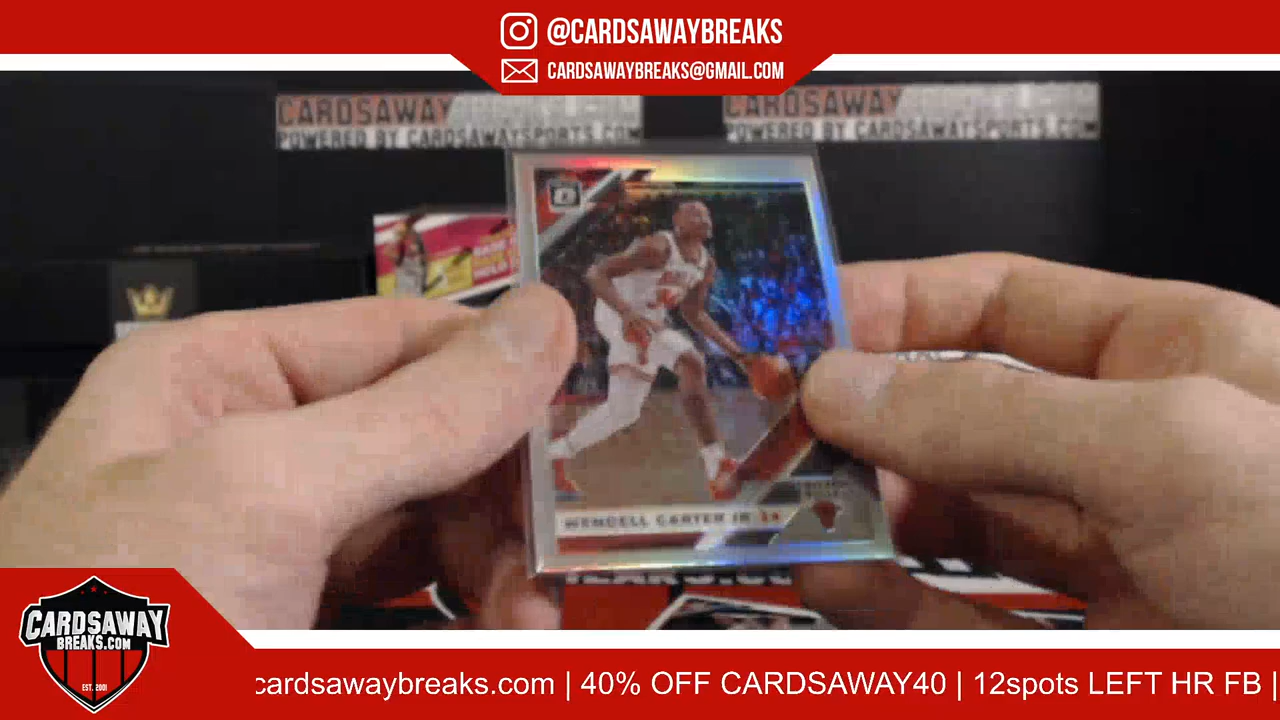 @CARDSAWAYBREAKS
CARDSAWAYBREAKS@GMAIL.COM
CARDSAWAY
POWERED BY CARDSAWAYSPORTS.COM
CARDSAWAY
POWERED BY CARDSAWAYSPORTS.COM
WENDELL CARTER JR
CARDSAWAY
BREAKS.COM
EST. 2001
cardsawaybreaks.com | 40% OFF CARDSAWAY40 | 12spots LEFT HR FB |